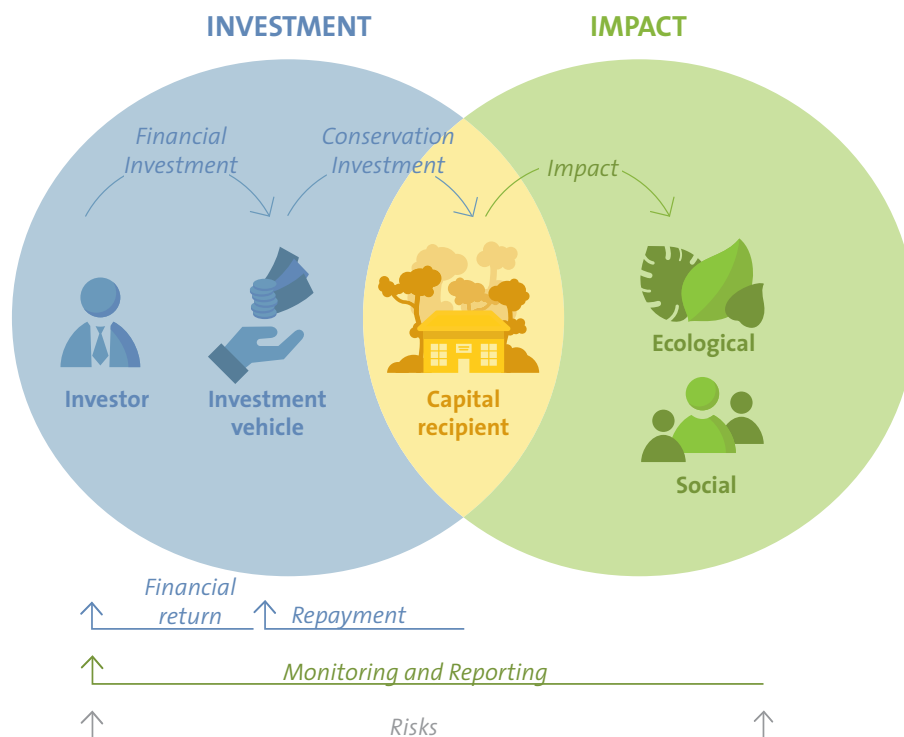 INVESTMENT
IMPACT
Financial
Investment
Conservation
Investment
Impact
Investor
Investment
vehicle
Capital
recipient
Ecological
Social
Financial
return
Repayment
Monitoring and Reporting
Risks